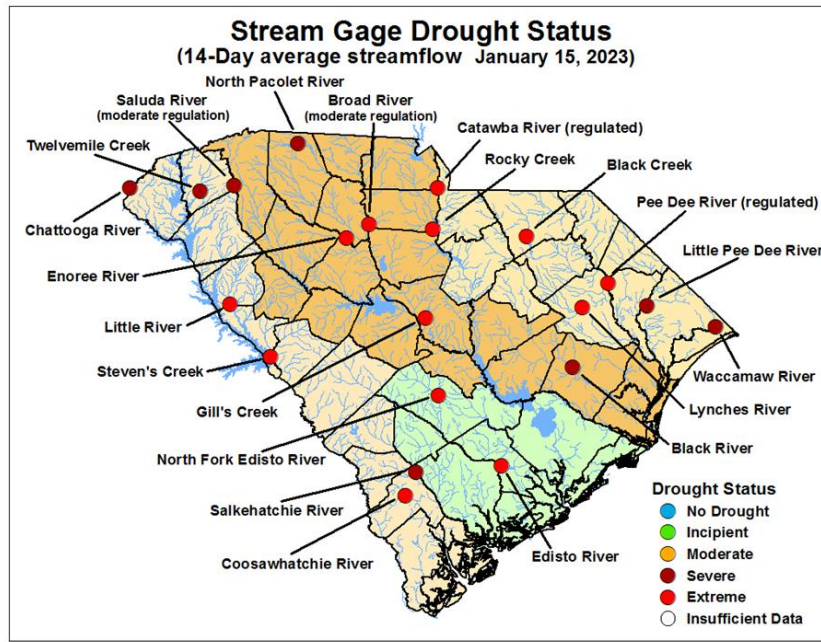 Stream Gage Drought Status
(14-Day average streamflow January 15, 2023)
North Pacolet River
Saluda River
(moderate regulation)
Broad River
(moderate regulation)
Twelvemile Creek
Catawba River (regulated)
Rocky Creek
Black Creek
Pee Dee River (regulated)
Chattooga River
Little Pee Dee River
Enoree River
Little River
Steven's Creek
Waccamaw River
Gill's Creek
Lynches River
Black River
North Fork Edisto River
Salkehatchie River
Coosawhatchie River
Edisto River
Drought Status
No Drought
Incipient
Moderate
Severe
Extreme
Insufficient Data